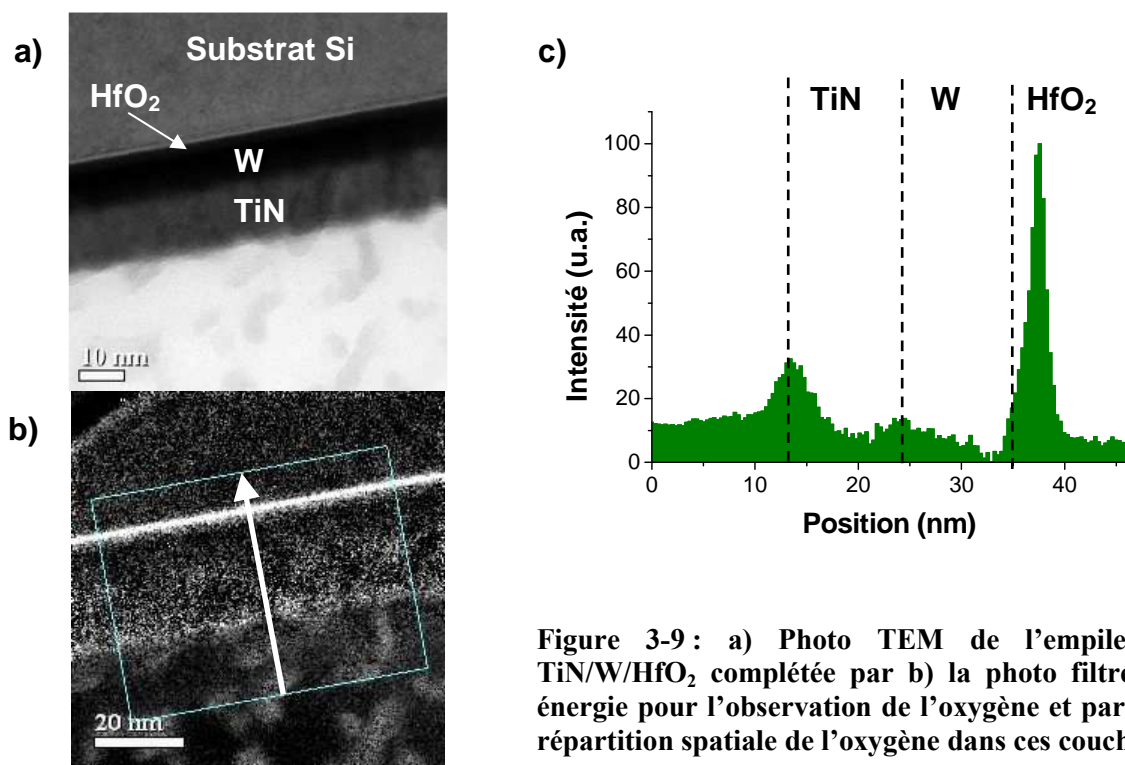 a)
Substrat Si
HfO₂
W
TiN
10 nm
b)
20 nm
c)
TiN W HfO₂
100
80
60
40
20
0
Intensité (u.a.)
0 10 20 30 40
Position (nm)
Figure 3-9 : a) Photo TEM de l’empile
TiN/W/HfO₂ complétée par b) la photo filtr
énergie pour l’observation de l’oxygène et par
répartition spatiale de l’oxygène dans ces couch